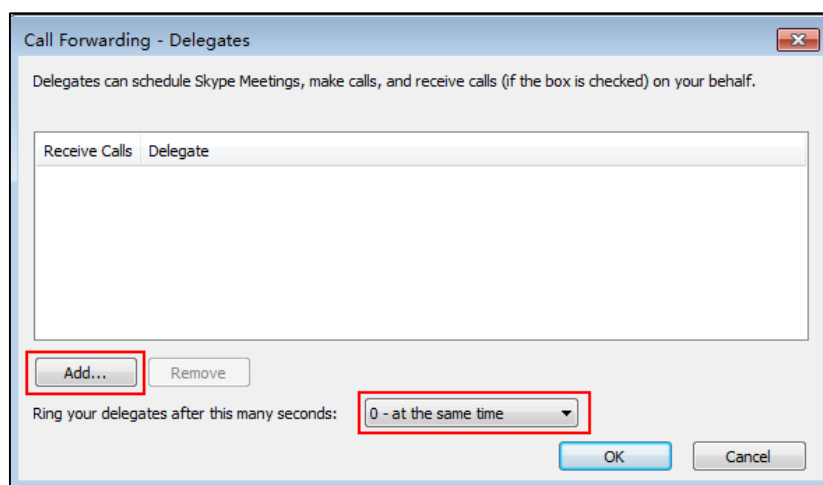 Call Forwarding - Delegates
Delegates can schedule Skype Meetings, make calls, and receive calls (if the box is checked) on your behalf.
Receive Calls Delegate
Add... Remove
Ring your delegates after this many seconds: 0 - at the same time
OK Cancel